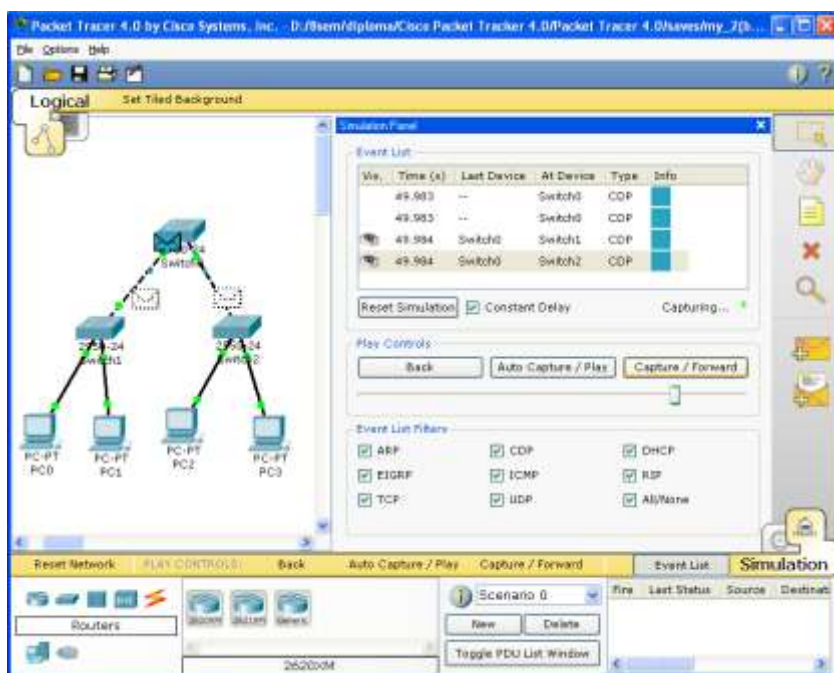 Packet Tracer 4.0 by Cisco Systems, Inc. - D:/8sem/diploma/Cisco Packet Tracker 4.0/Packet Tracer 4.0/saves/my_2(b...
File Options Help
Logical
Set Tiled Background
Simulation Panel
Event List
Vis. Time (s) Last Device At Device Type Info
49.983 -- Switch0 CDP
49.983 -- Switch0 CDP
49.984 Switch0 Switch1 CDP
49.984 Switch0 Switch2 CDP
Reset Simulation Constant Delay Capturing...
Play Controls
Back Auto Capture / Play Capture / Forward
Event List Filters
ARP CDP DHCP
EIGRP ICMP RIP
TCP UDP All/None
PC-PT
PC0
PC-PT
PC1
PC-PT
PC2
PC-PT
PC3
Reset Network PLAY CONTROLS: Back Auto Capture / Play Capture / Forward Event List Simulation
Routers
2620XM 2621XM Generic
2620XM
Scenario 0
New Delete
Toggle PDU List Window
Fire Last Status Source Destinati